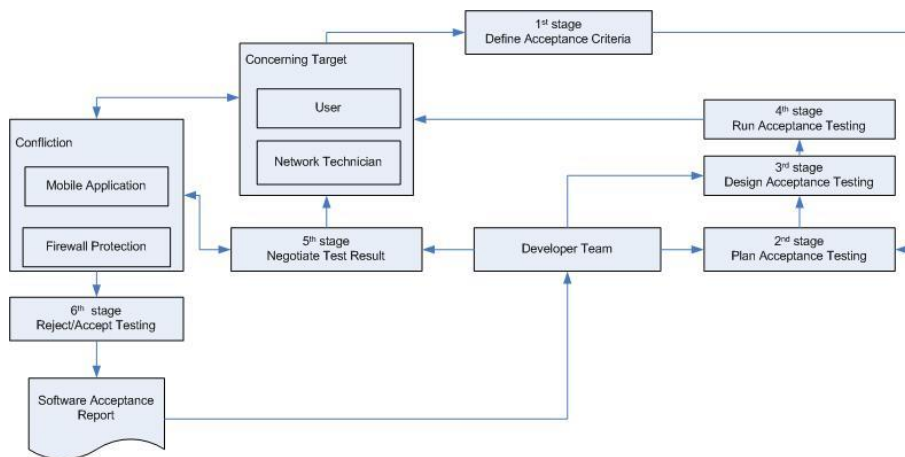 1st stage
Define Acceptance Criteria
Concerning Target
User
Network Technician
4th stage
Run Acceptance Testing
Confliction
Mobile Application
Firewall Protection
3rd stage
Design Acceptance Testing
5th stage
Negotiate Test Result
Developer Team
2nd stage
Plan Acceptance Testing
6th stage
Reject/Accept Testing
Software Acceptance
Report